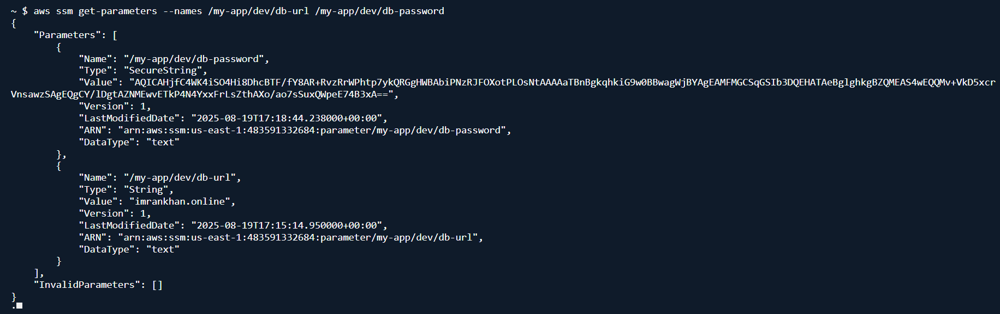 ~ $ aws ssm get-parameters --names /my-app/dev/db-url /my-app/dev/db-password
{
    "Parameters": [
        {
            "Name": "/my-app/dev/db-password",
            "Type": "SecureString",
            "Value": "AQICAHjfC4WK4iSO4Hi8DhcBTF/fY8AR+RvzRrWPhtp7ykQRGgHWBAbiPNzRJFOXotPLOsNtAAAAaTBnBgkqhkiG9w0BBwagWjBYAgEAMFMGCSqGSIb3DQEHATAeBglghkgBZQMEAS4wEQQMv+VkD5xcr
VnsawzSAgEQgCY/lDgtAZNMEwvETkP4N4YxxFrLsZthAXo/ao7sSuxQWpeE74B3xA==",
            "Version": 1,
            "LastModifiedDate": "2025-08-19T17:18:44.238000+00:00",
            "ARN": "arn:aws:ssm:us-east-1:483591332684:parameter/my-app/dev/db-password",
            "DataType": "text"
        },
        {
            "Name": "/my-app/dev/db-url",
            "Type": "String",
            "Value": "imrankhan.online",
            "Version": 1,
            "LastModifiedDate": "2025-08-19T17:15:14.950000+00:00",
            "ARN": "arn:aws:ssm:us-east-1:483591332684:parameter/my-app/dev/db-url",
            "DataType": "text"
        }
    ],
    "InvalidParameters": []
}
: